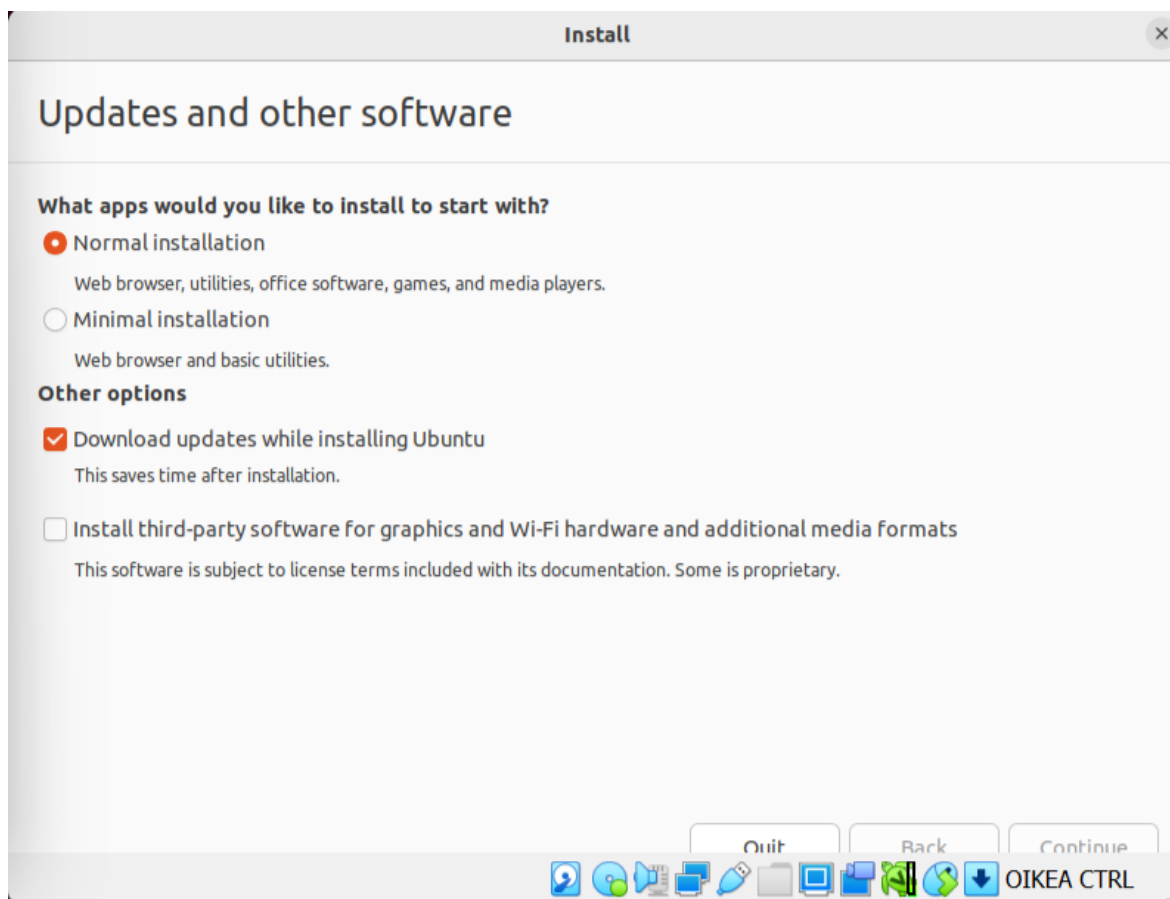 Install
Updates and other software
What apps would you like to install to start with?
Normal installation
Web browser, utilities, office software, games, and media players.
Minimal installation
Web browser and basic utilities.
Other options
Download updates while installing Ubuntu
This saves time after installation.
Install third-party software for graphics and Wi-Fi hardware and additional media formats
This software is subject to license terms included with its documentation. Some is proprietary.
Quit Back Continue
OIKEA CTRL